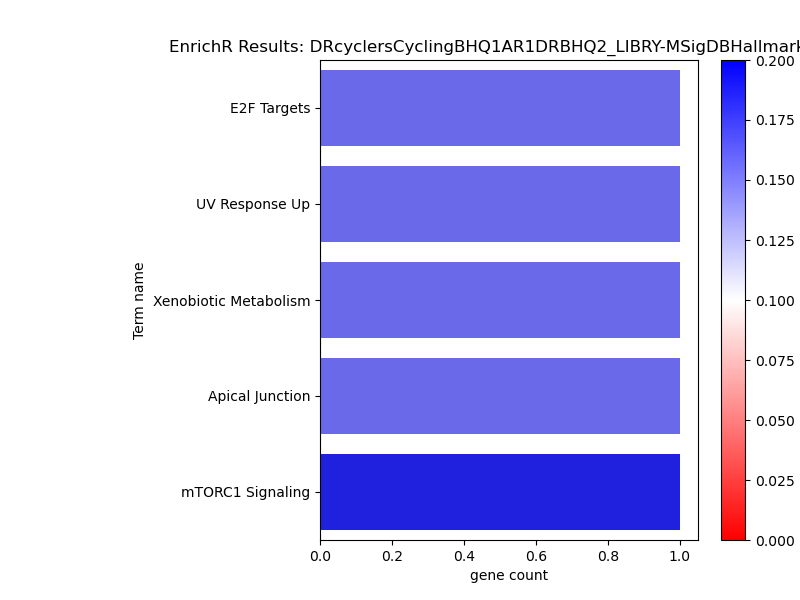 EnrichR Results: DRcyclersCyclingBHQ1AR1DRBHQ2_LIBRY-MSigDBHallmark
E2F Targets
UV Response Up
Xenobiotic Metabolism
Apical Junction
mTORC1 Signaling
Term name
0.0 0.2 0.4 0.6 0.8 1.0
gene count
0.200
0.175
0.150
0.125
0.100
0.075
0.050
0.025
0.000